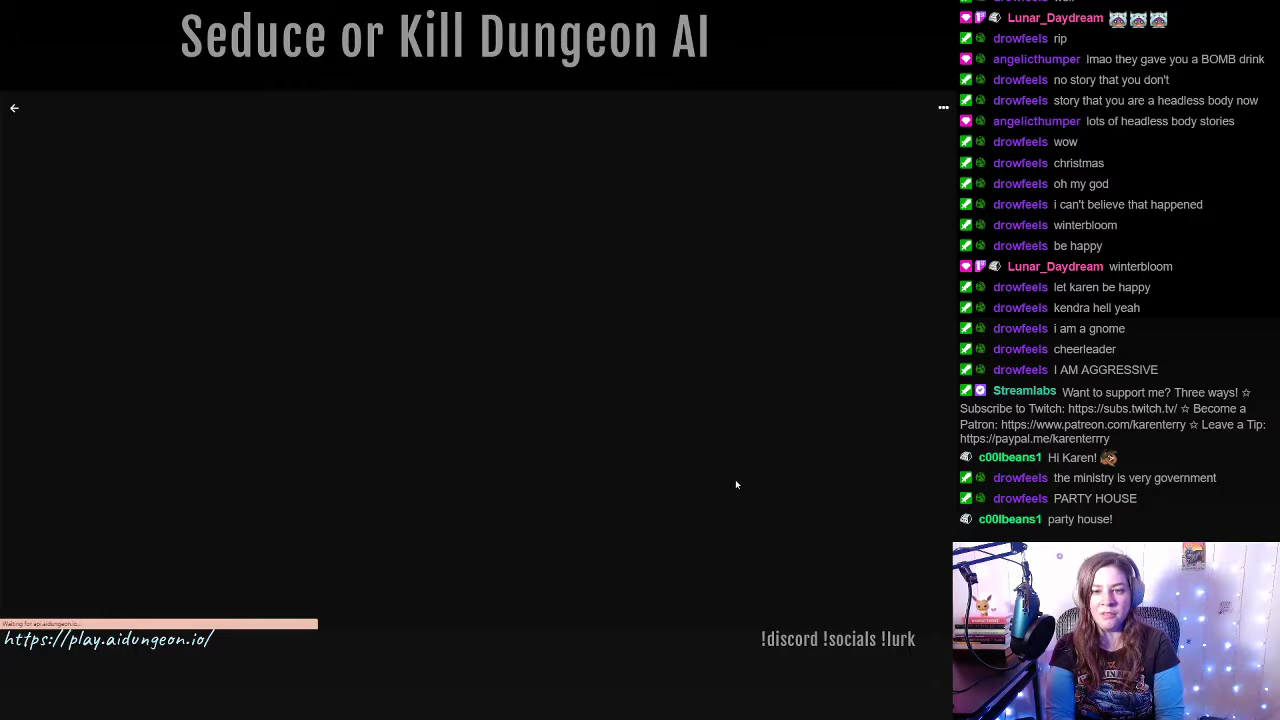 Seduce or Kill Dungeon AI
Lunar_Daydream
drowfeels rip
angelicthumper lmao they gave you a BOMB drink
drowfeels no story that you don't
drowfeels story that you are a headless body now
angelicthumper lots of headless body stories
drowfeels wow
drowfeels christmas
drowfeels oh my god
drowfeels i can't believe that happened
drowfeels winterbloom
drowfeels be happy
Lunar_Daydream winterbloom
drowfeels let karen be happy
drowfeels kendra hell yeah
drowfeels i am a gnome
drowfeels cheerleader
drowfeels I AM AGGRESSIVE
Streamlabs Want to support me? Three ways! ☆
Subscribe to Twitch: https://subs.twitch.tv/ ☆ Become a
Patron: https://www.patreon.com/karenterry ☆ Leave a Tip:
https://paypal.me/karenterrry
c00lbeans1 Hi Karen!
drowfeels the ministry is very government
drowfeels PARTY HOUSE
c00lbeans1 party house!
Waiting for api.aidungeon.io...
https://play.aidungeon.io/
!discord !socials !lurk